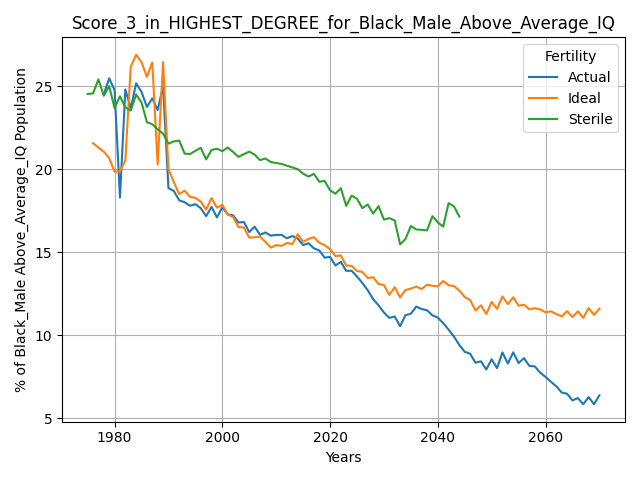 Score_3_in_HIGHEST_DEGREE_for_Black_Male_Above_Average_IQ
Fertility
Actual
Ideal
Sterile
% of Black_Male Above_Average_IQ Population
25
20
15
10
5
1980 2000 2020 2040 2060
Years